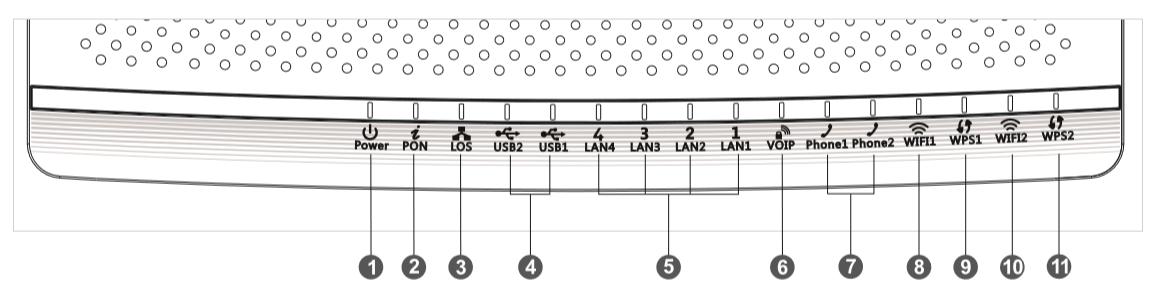 4 3 2 1
Power PON LOS USB2 USB1 LAN4 LAN3 LAN2 LAN1 VOIP Phone1 Phone2 WIFI1 WPS1 WIFI2 WPS2
1 2 3 4 5 6 7 8 9 10 11